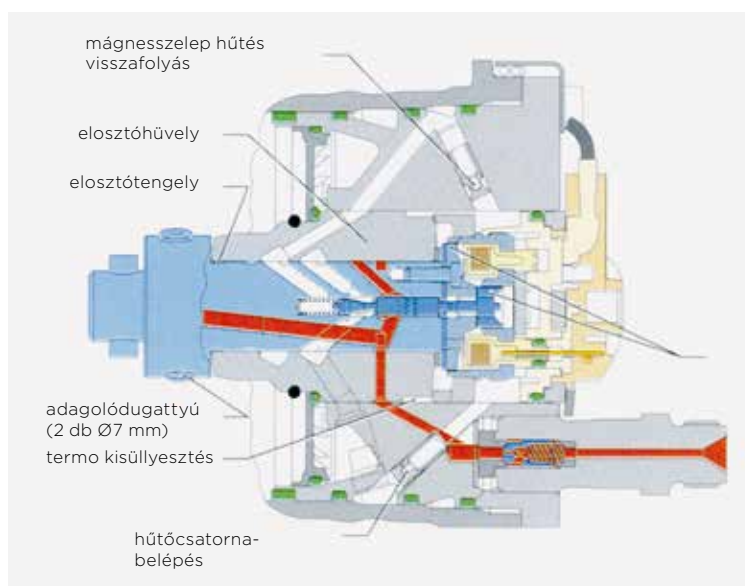 mágnesszelep hűtés
visszafolyás
elosztóhüvely
elosztótengely
adagolódugattyú
(2 db Ø7 mm)
termo kisüllyesztés
hűtőcsatorna-
belépés